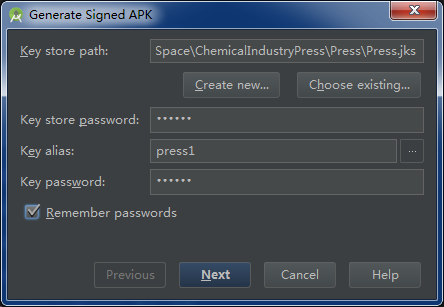 Generate Signed APK
Key store path: Space\ChemicalIndustryPress\Press\Press.jks
Create new... Choose existing...
Key store password: ••••••
Key alias: press1 ...
Key password: ••••••
Remember passwords
Previous Next Cancel Help